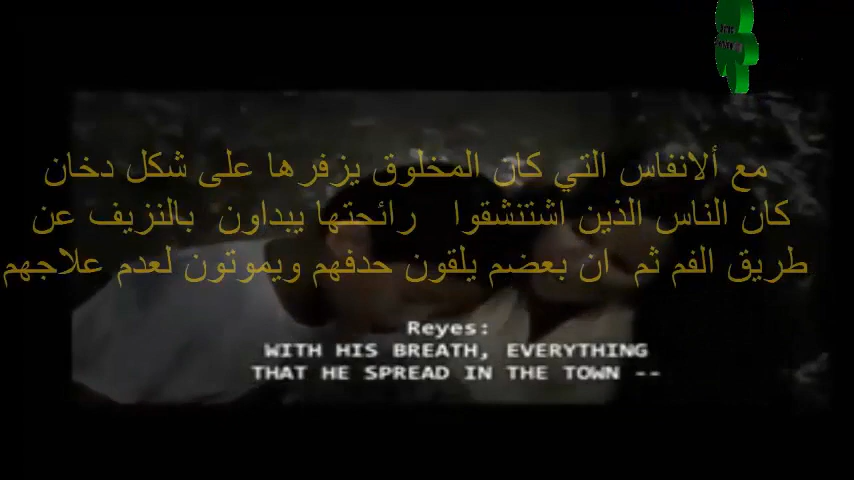 مع ألانفاس التي كان المخلوق يزفرها على شكل دخان
كان الناس الذين اشتنشقوا رائحتها يبداون بالنزيف عن
طريق الفم ثم ان بعضم يلقون حدفهم ويموتون لعدم علاجهم
Reyes:
WITH HIS BREATH, EVERYTHING
THAT HE SPREAD IN THE TOWN --